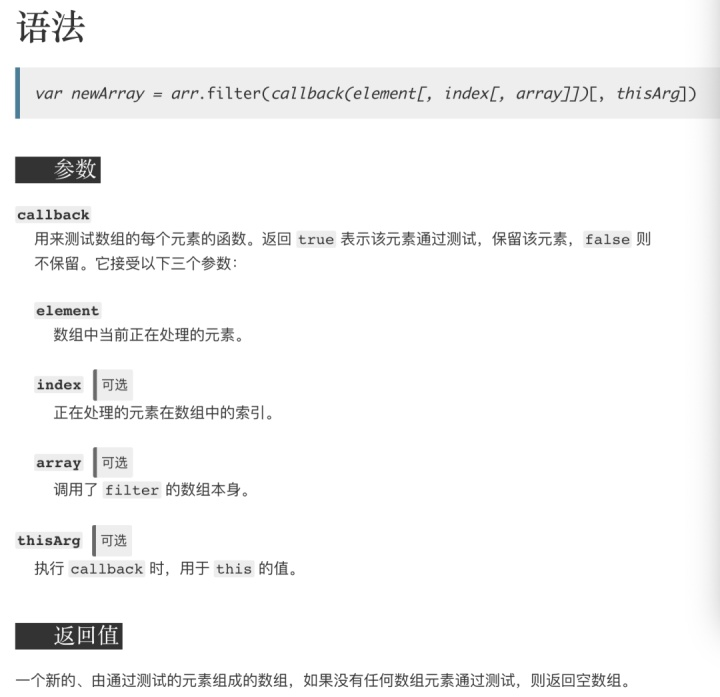 语法
var newArray = arr.filter(callback(element[, index[, array]])[, thisArg])
参数
callback
用来测试数组的每个元素的函数。返回 true 表示该元素通过测试，保留该元素，false 则
不保留。它接受以下三个参数：
element
数组中当前正在处理的元素。
index 可选
正在处理的元素在数组中的索引。
array 可选
调用了 filter 的数组本身。
thisArg 可选
执行 callback 时，用于 this 的值。
返回值
一个新的、由通过测试的元素组成的数组，如果没有任何数组元素通过测试，则返回空数组。